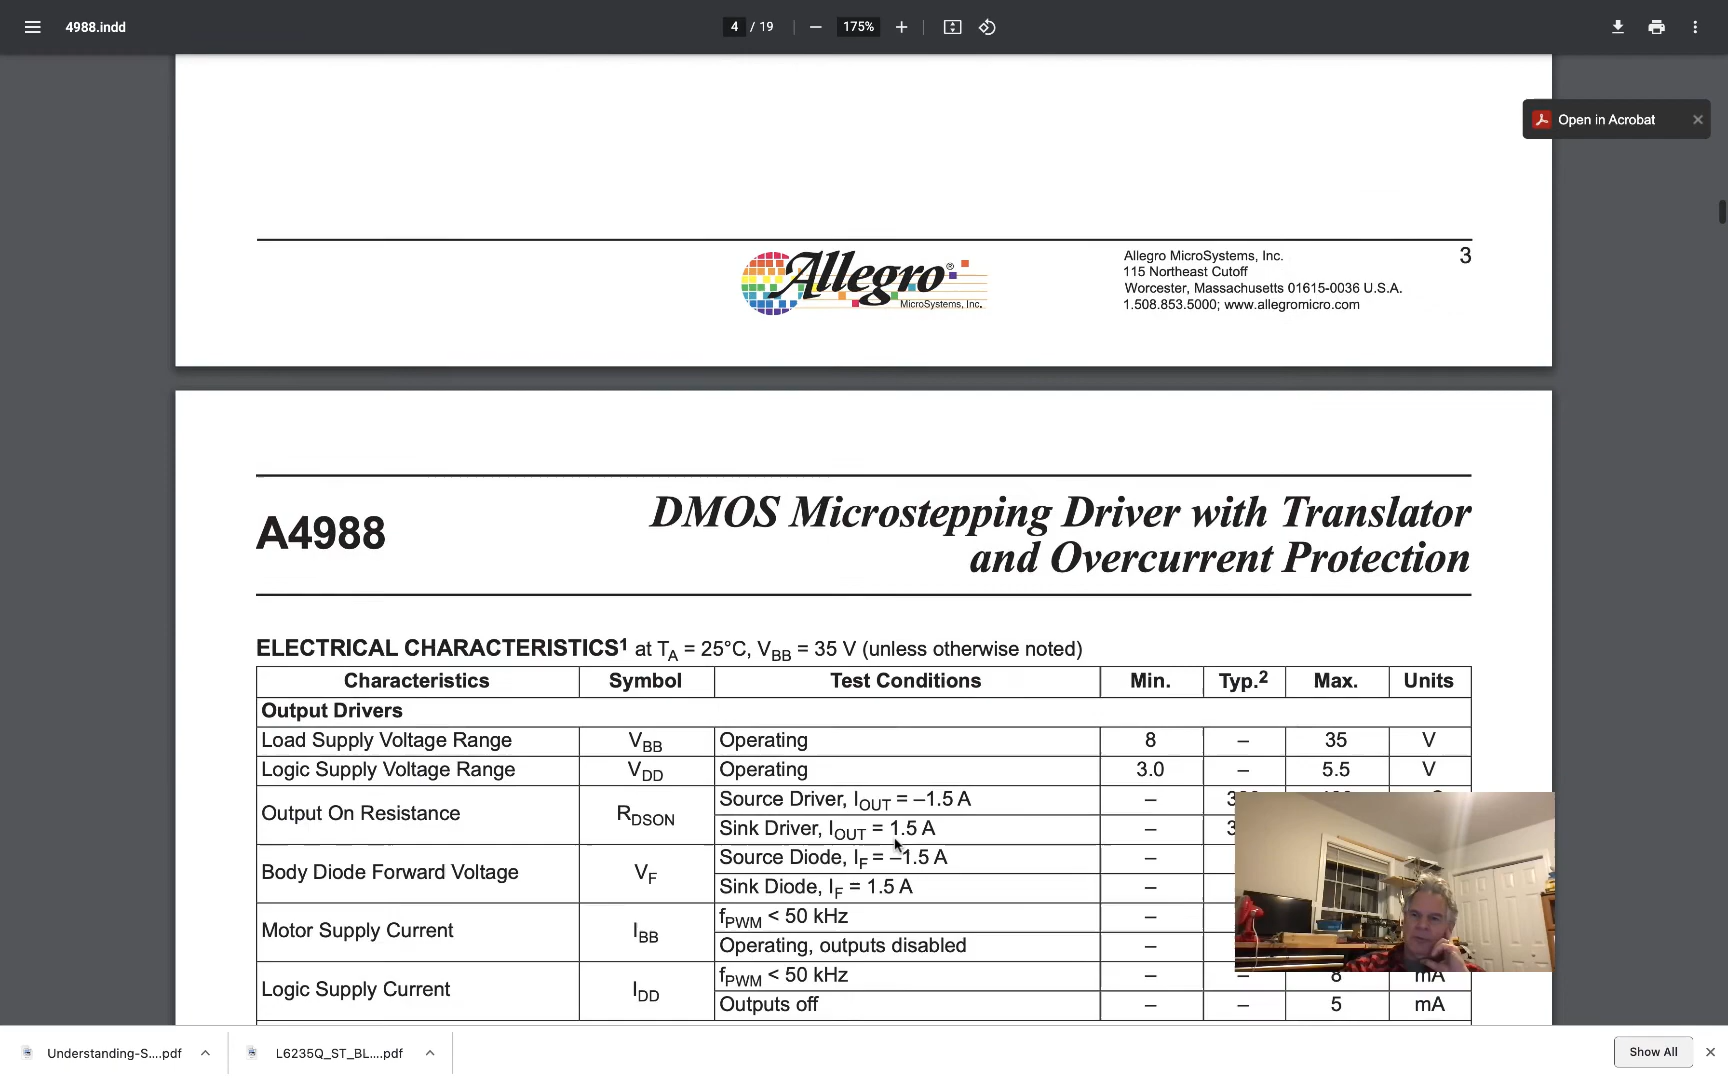 4988.indd
4 / 19
175%
Open in Acrobat
Allegro®
MicroSystems, Inc.
Allegro MicroSystems, Inc.
115 Northeast Cutoff
Worcester, Massachusetts 01615-0036 U.S.A.
1.508.853.5000; www.allegromicro.com
3
A4988
DMOS Microstepping Driver with Translator
and Overcurrent Protection
ELECTRICAL CHARACTERISTICS1 at TA = 25°C, VBB = 35 V (unless otherwise noted)
Characteristics Symbol Test Conditions Min. Typ.2 Max. Units
Output Drivers
Load Supply Voltage Range VBB Operating 8 – 35 V
Logic Supply Voltage Range VDD Operating 3.0 – 5.5 V
Output On Resistance RDSON Source Driver, IOUT = –1.5 A –
Sink Driver, IOUT = 1.5 A –
Body Diode Forward Voltage VF Source Diode, IF = –1.5 A –
Sink Diode, IF = 1.5 A –
Motor Supply Current IBB fPWM < 50 kHz –
Operating, outputs disabled –
Logic Supply Current IDD fPWM < 50 kHz – – 8 mA
Outputs off – – 5 mA
Understanding-S....pdf
L6235Q_ST_BL....pdf
Show All